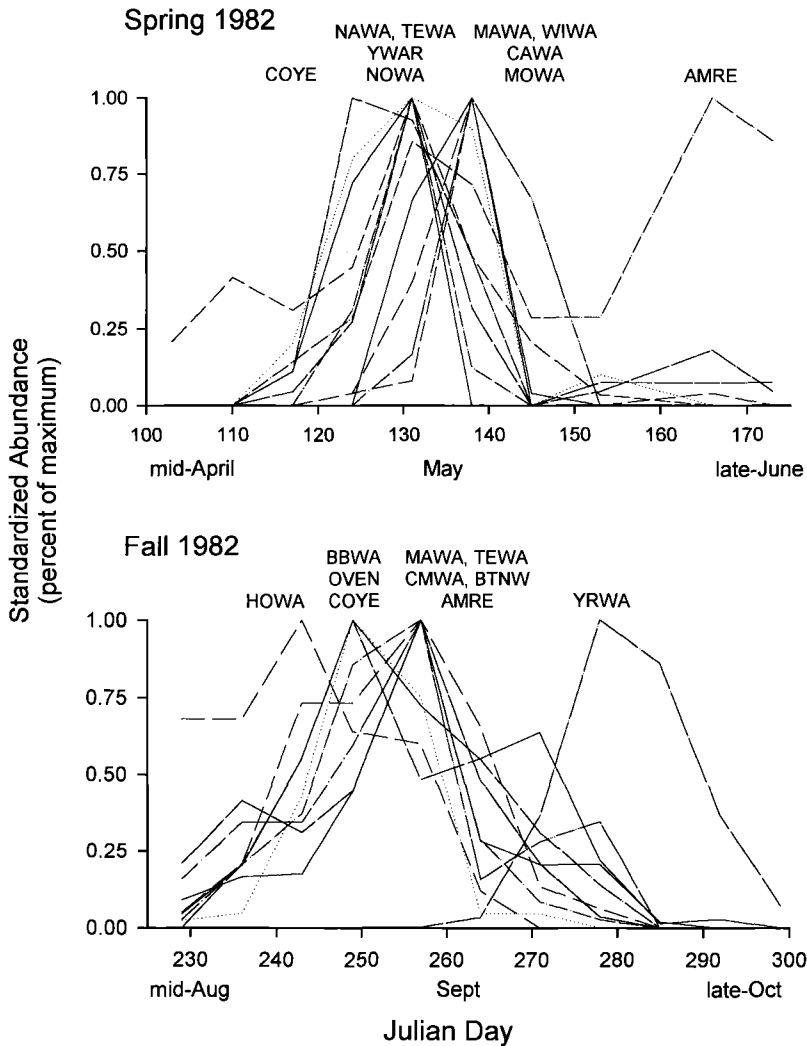 Spring 1982
NAWA, TEWA
YWAR
NOWA
MAWA, WIWA
CAWA
MOWA
COYE
AMRE
1.00
0.75
0.50
0.25
0.00
100 110 120 130 140 150 160 170
mid-April May late-June
Standardized Abundance
(percent of maximum)
Fall 1982
BBWA
OVEN
COYE
MAWA, TEWA
CMWA, BTNW
AMRE
HOWA
YRWA
1.00
0.75
0.50
0.25
0.00
230 240 250 260 270 280 290 300
mid-Aug Sept late-Oct
Julian Day